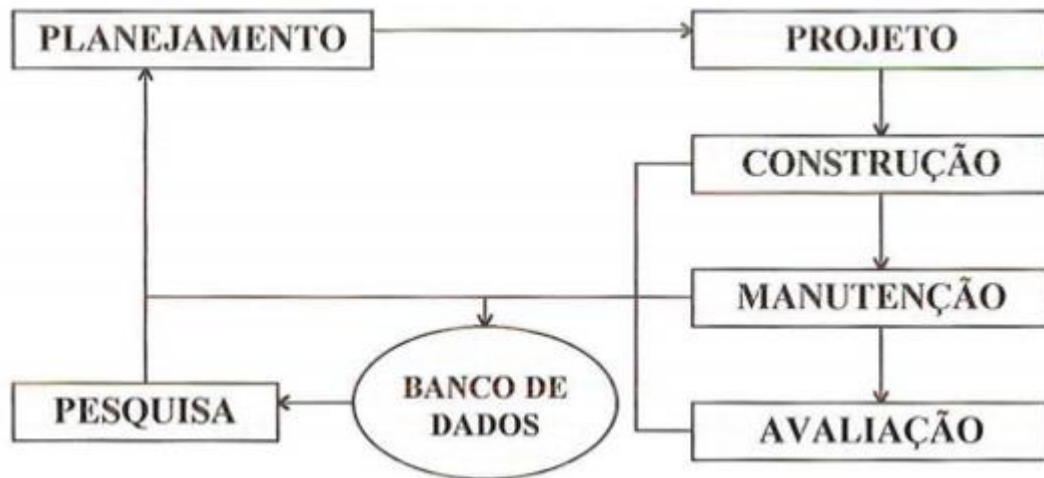 PLANEJAMENTO
PROJETO
CONSTRUÇÃO
MANUTENÇÃO
BANCO DE
DADOS
PESQUISA
AVALIAÇÃO